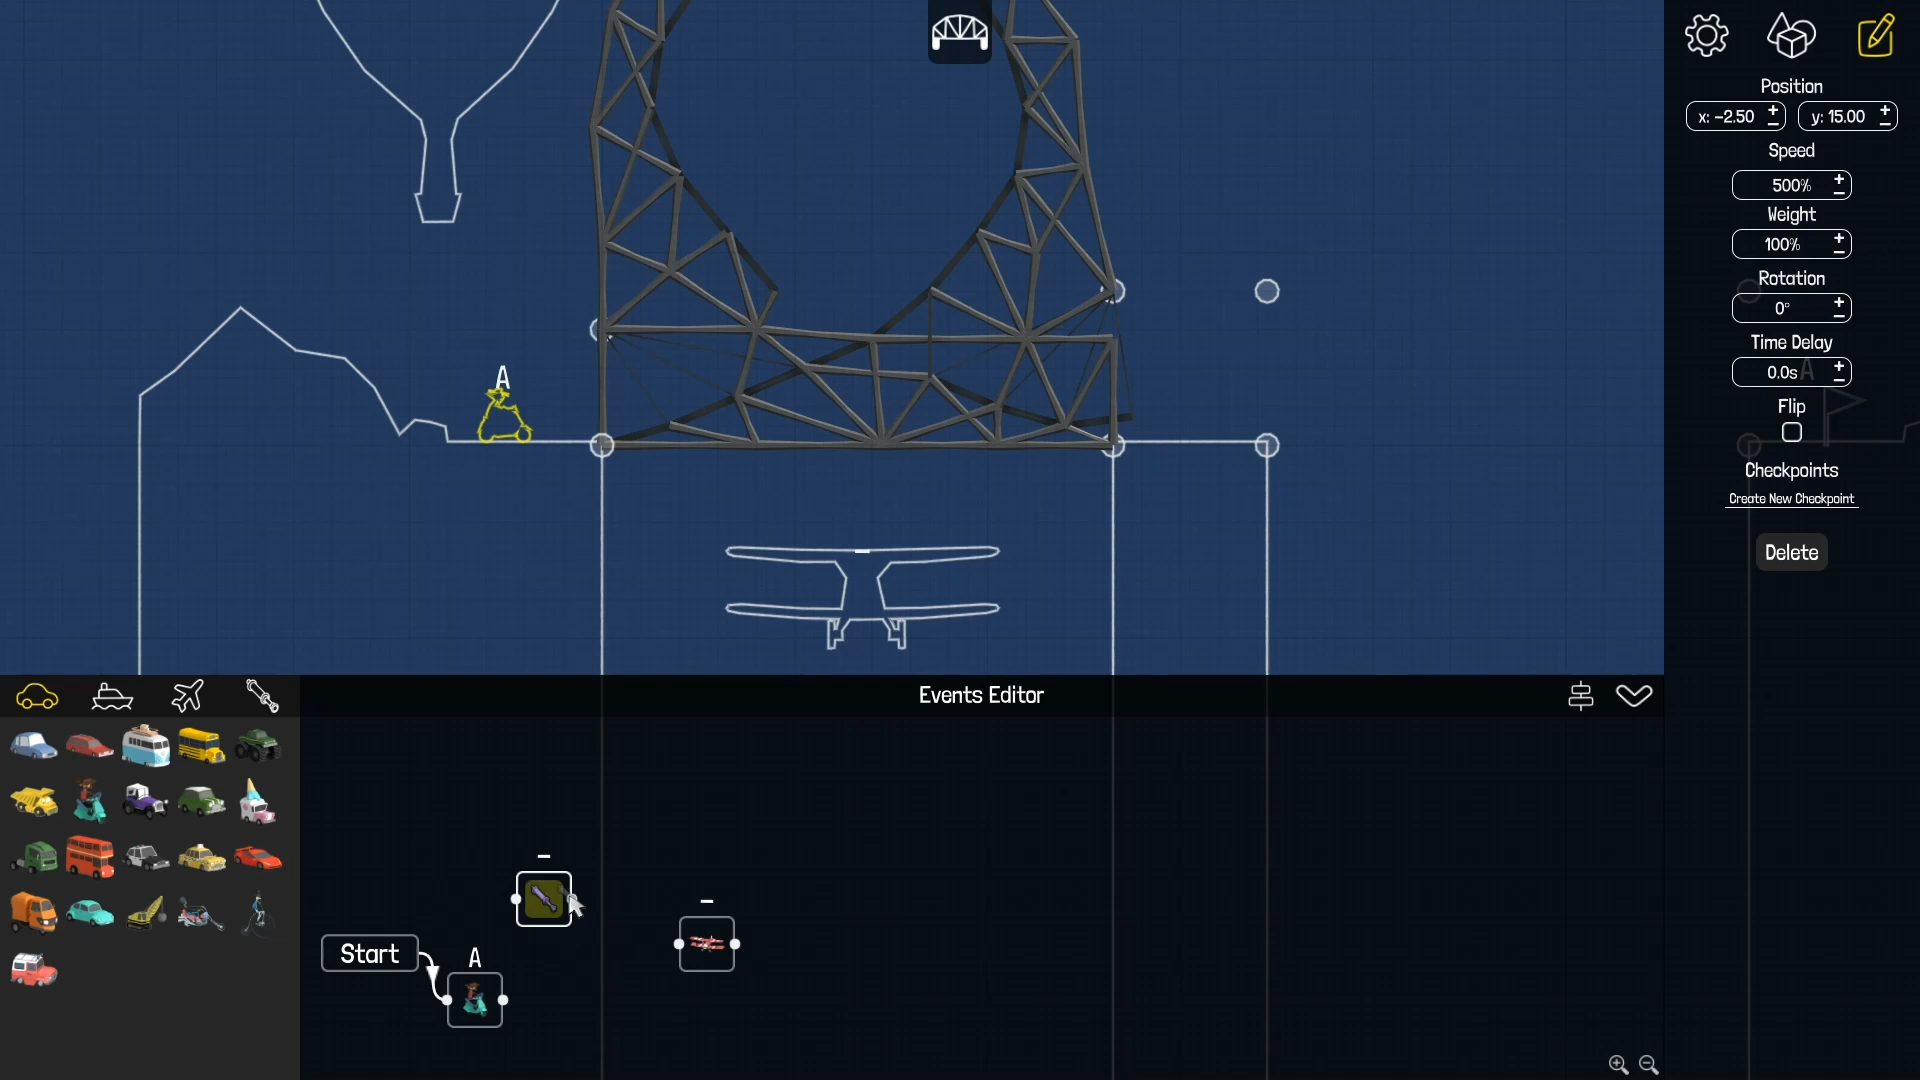 Position
x: -2.50 + -
y: 15.00 + -
Speed
500% + -
Weight
100% + -
Rotation
0° + -
Time Delay
0.0s + -
A
Flip
Checkpoints
Create New Checkpoint
Delete
A
Events Editor
Start
A